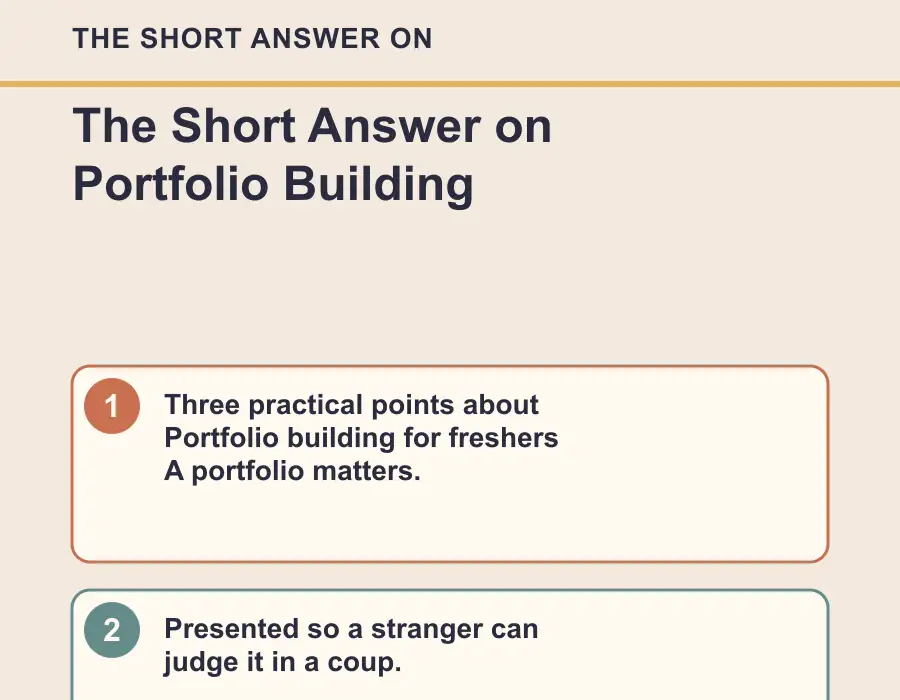 THE SHORT ANSWER ON
The Short Answer on
Portfolio Building
1
Three practical points about
Portfolio building for freshers
A portfolio matters.
2
Presented so a stranger can
judge it in a coup.